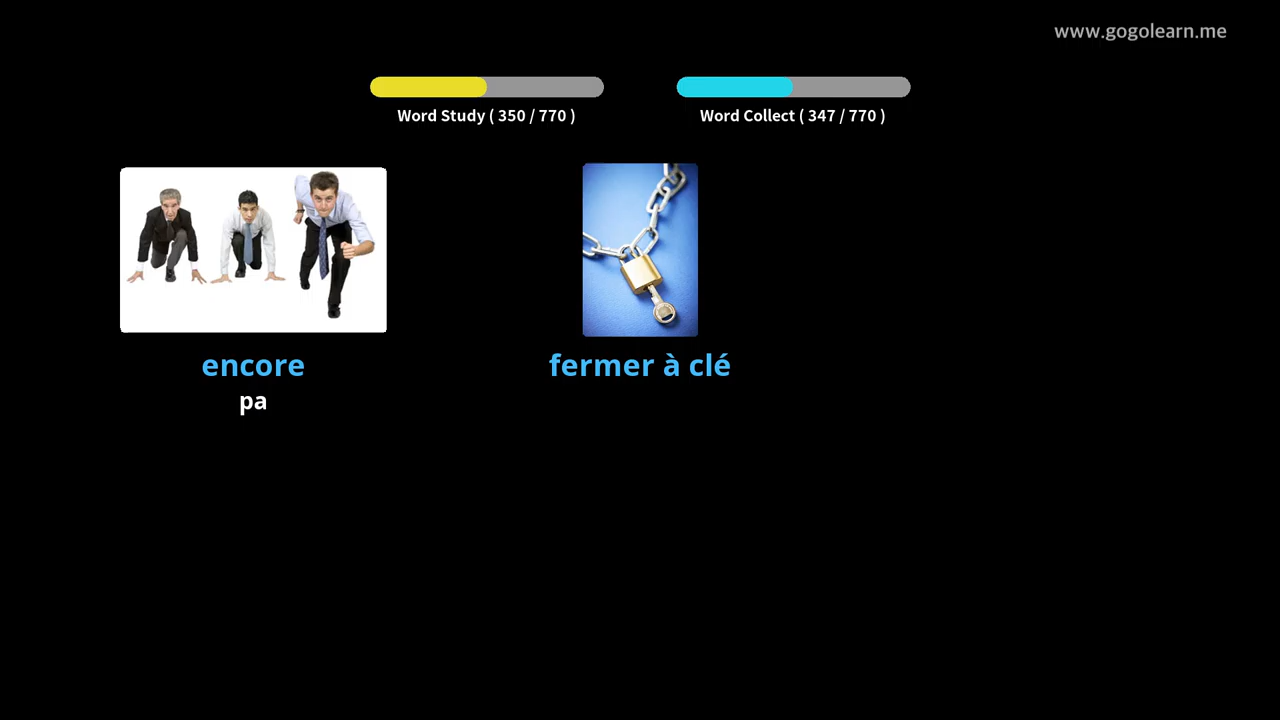 www.gogolearn.me
Word Study ( 350 / 770 )
Word Collect ( 347 / 770 )
encore
pa
fermer à clé